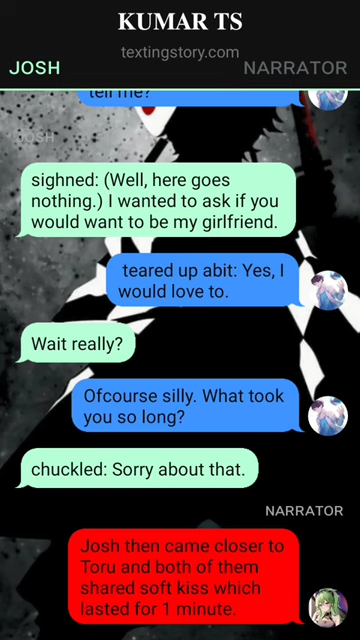 KUMAR TS
textingstory.com
JOSH
NARRATOR
tell me?
JOSH
sighned: (Well, here goes
nothing.) I wanted to ask if you
would want to be my girlfriend.
teared up abit: Yes, I
would love to.
Wait really?
Ofcourse silly. What took
you so long?
chuckled: Sorry about that.
NARRATOR
Josh then came closer to
Toru and both of them
shared soft kiss which
lasted for 1 minute.